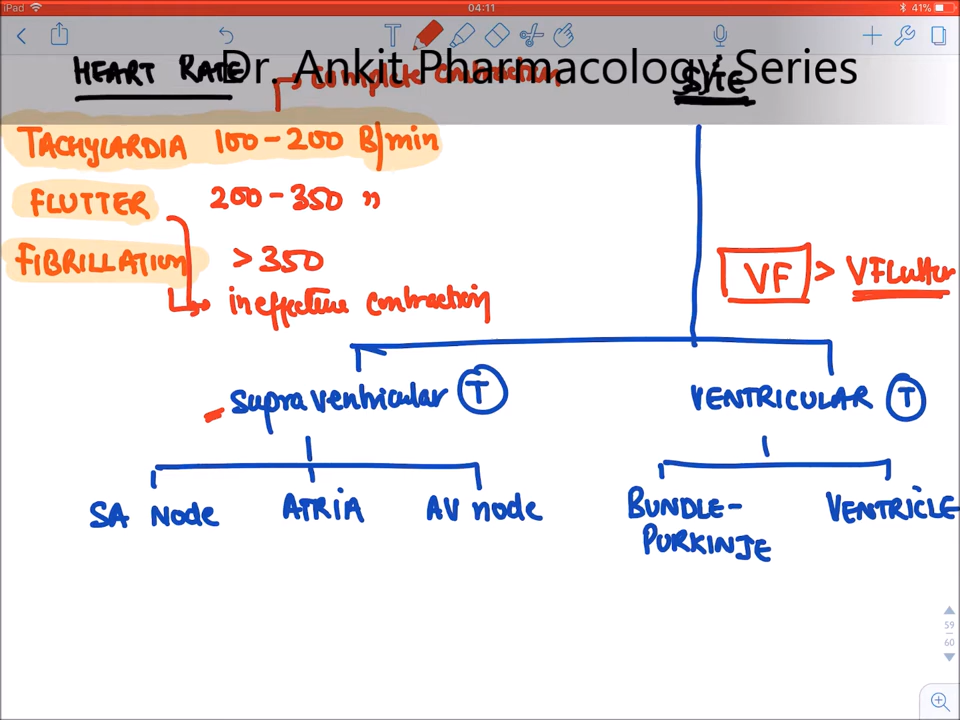 iPad
04:11
41%
T
Dr. Ankit Pharmacology Series
HEART RATE
complete contraction
SITE
TACHYCARDIA 100-200 B/min
FLUTTER 200-350 "
FIBRILLATION >350
ineffective contraction
VF > VFlutter
Supraventricular T
VENTRICULAR T
SA Node
ATRIA
AV node
BUNDLE-
PURKINJE
VENTRICLE
59
60